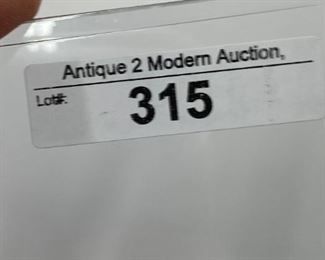 Antique 2 Modern Auction,
Lot#: 315